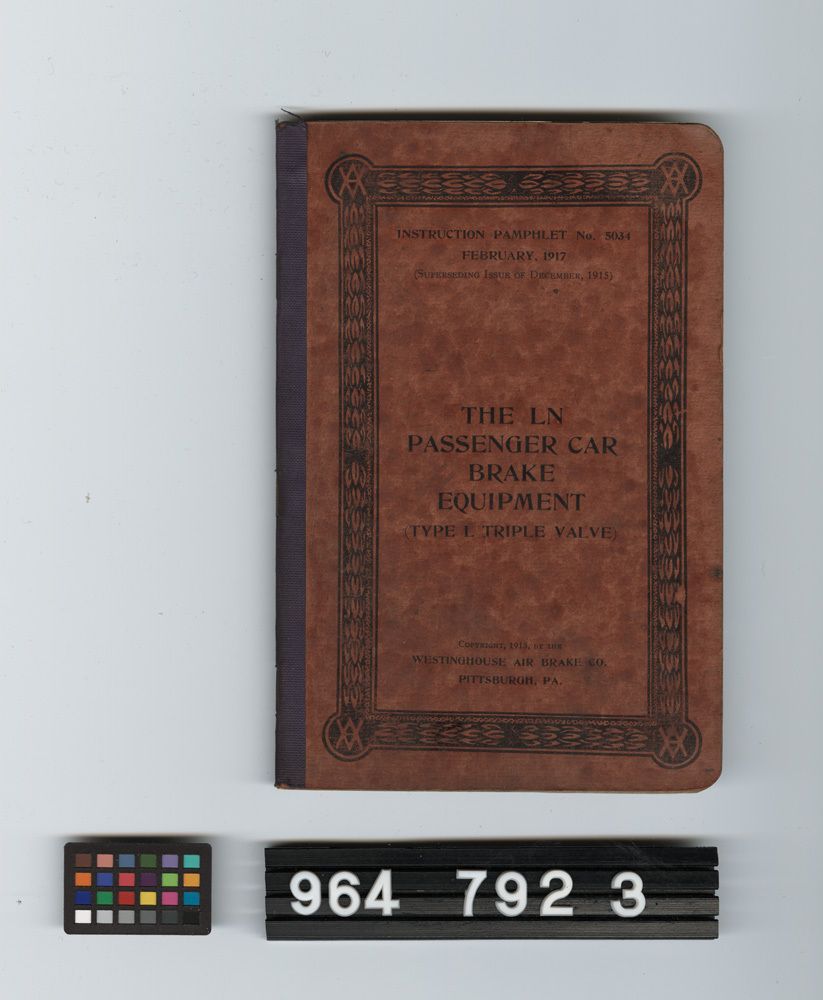 INSTRUCTION PAMPHLET No. 5034
FEBRUARY, 1917
(SUPERSEDING ISSUE OF DECEMBER, 1915)
THE LN
PASSENGER CAR
BRAKE
EQUIPMENT
(TYPE L TRIPLE VALVE)
COPYRIGHT, 1915, BY THE
WESTINGHOUSE AIR BRAKE CO.
PITTSBURGH, PA.
964 792 3